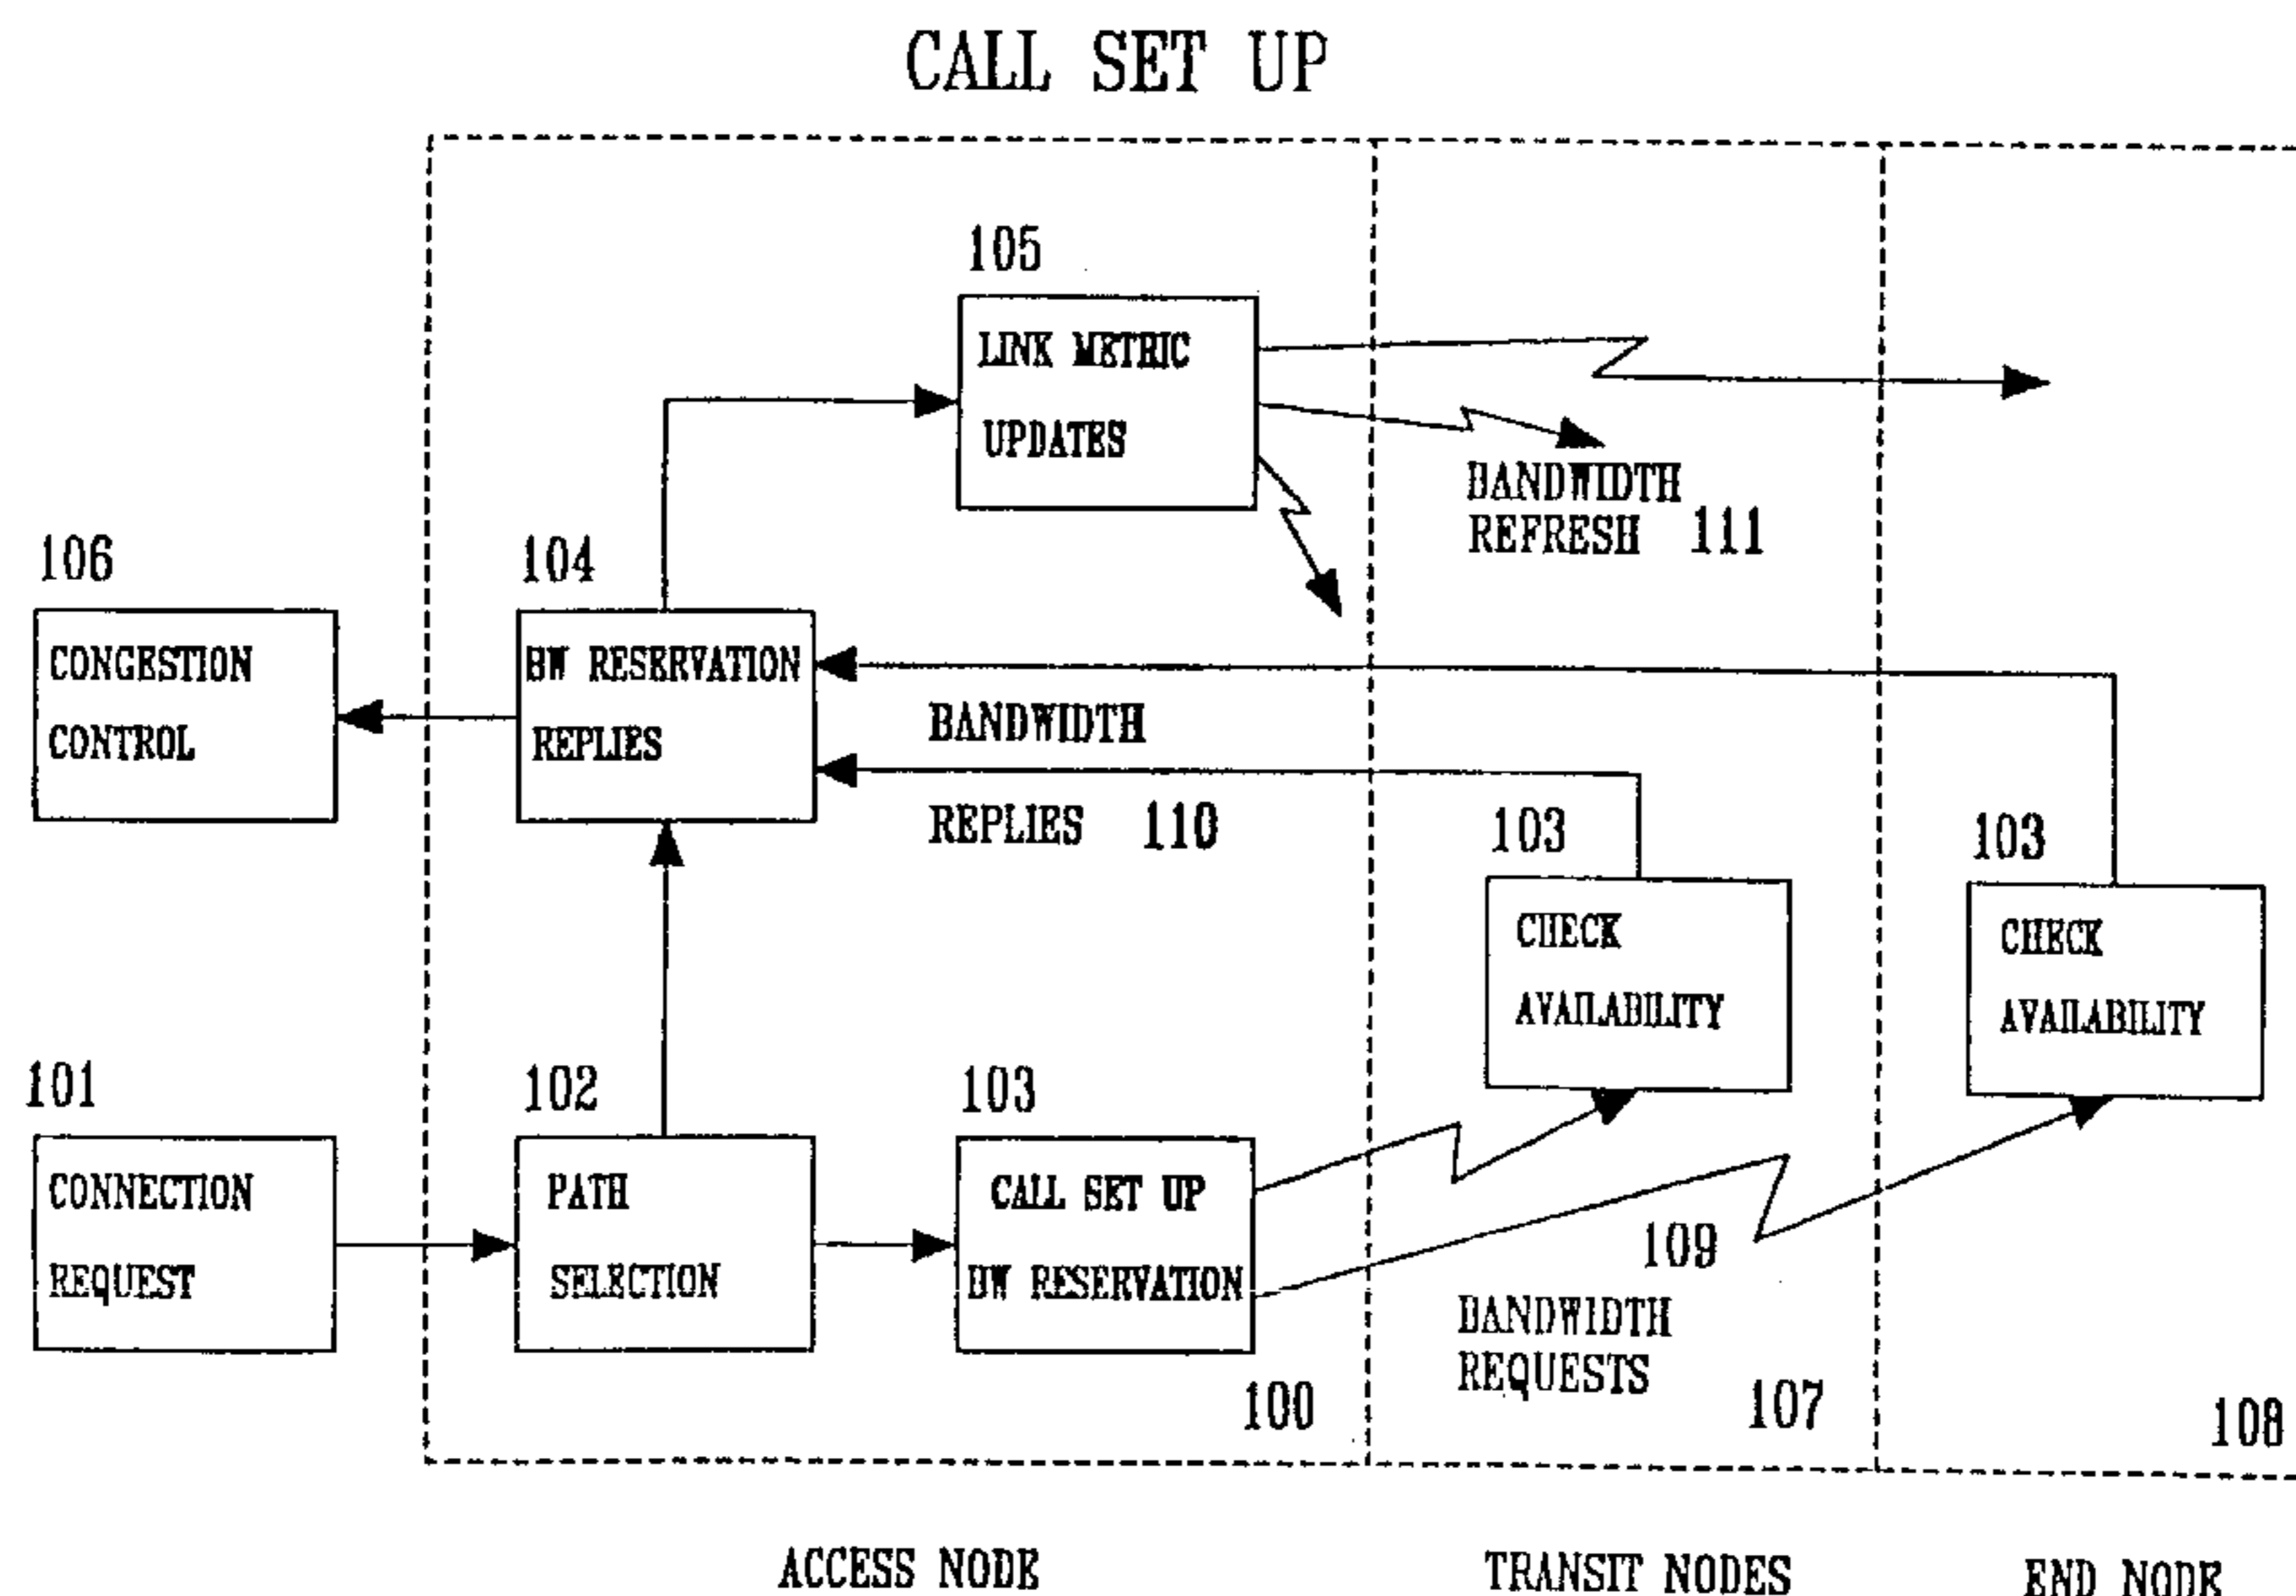 CALL SET UP
105
LINK METRIC
UPDATES
BANDWIDTH
REFRESH 111
106
CONGESTION
CONTROL
104
BW RESERVATION
REPLIES
BANDWIDTH
REPLIES 110
103
CHECK
AVAILABILITY
103
CHECK
AVAILABILITY
101
CONNECTION
REQUEST
102
PATH
SELECTION
103
CALL SET UP
BW RESERVATION
109
BANDWIDTH
REQUESTS
100
107
108
ACCESS NODE
TRANSIT NODES
END NODE